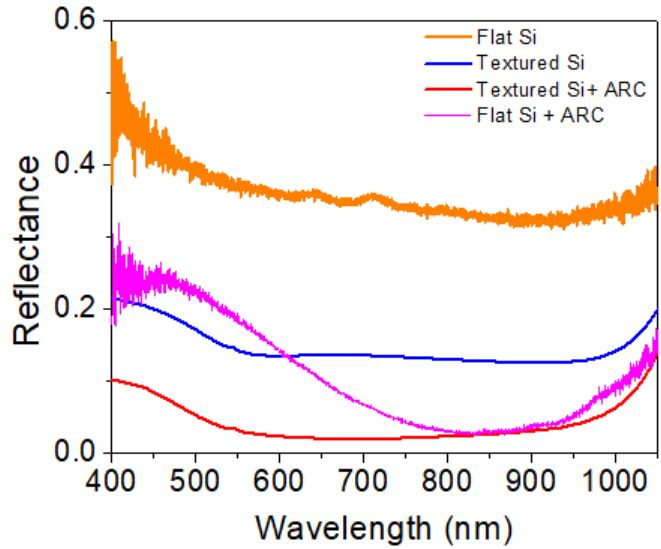 0.6
0.4
0.2
0.0
Reflectance
Flat Si
Textured Si
Textured Si+ ARC
Flat Si + ARC
400 500 600 700 800 900 1000
Wavelength (nm)